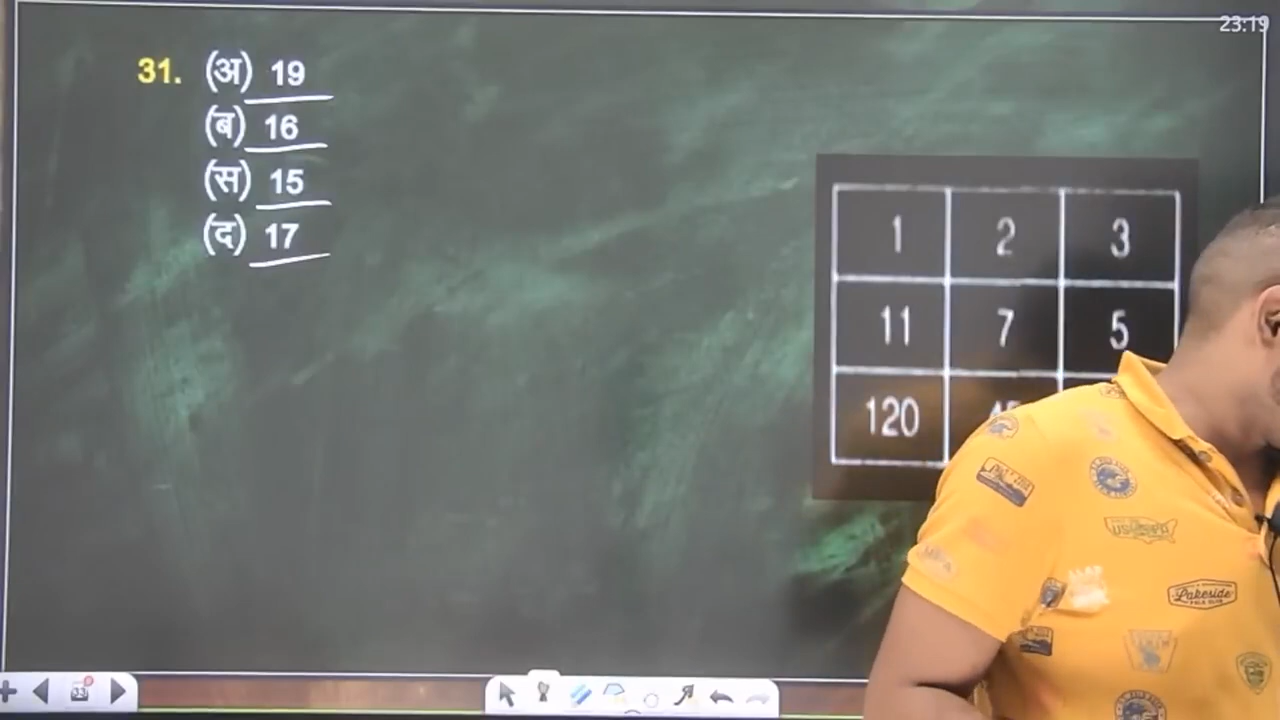 23:19
31. (अ) 19
(ब) 16
(स) 15
(द) 17
1 2 3
11 7 5
120
Lakeside